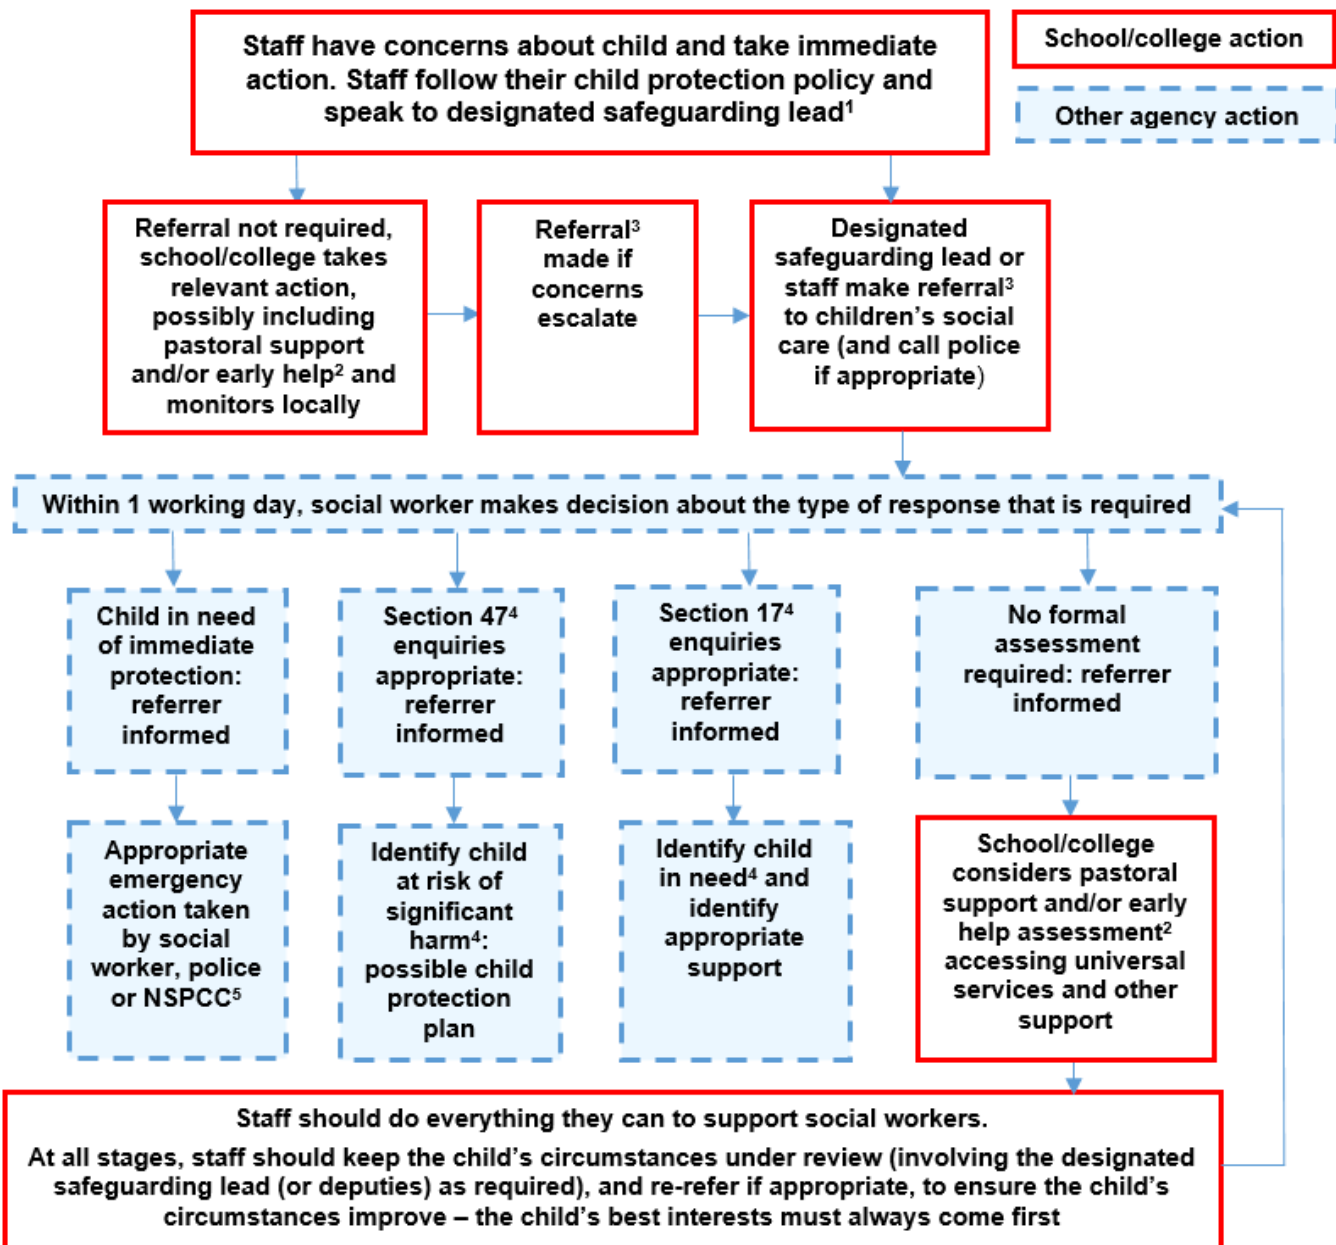 Staff have concerns about child and take immediate
action. Staff follow their child protection policy and
speak to designated safeguarding lead¹
School/college action
Other agency action
Referral not required,
school/college takes
relevant action,
possibly including
pastoral support
and/or early help² and
monitors locally
Referral³
made if
concerns
escalate
Designated
safeguarding lead or
staff make referral³
to children’s social
care (and call police
if appropriate)
Within 1 working day, social worker makes decision about the type of response that is required
Child in need
of immediate
protection:
referrer
informed
Section 47⁴
enquiries
appropriate:
referrer
informed
Section 17⁴
enquiries
appropriate:
referrer
informed
No formal
assessment
required: referrer
informed
Appropriate
emergency
action taken
by social
worker, police
or NSPCC⁵
Identify child
at risk of
significant
harm⁴:
possible child
protection
plan
Identify child
in need⁴ and
identify
appropriate
support
School/college
considers pastoral
support and/or early
help assessment²
accessing universal
services and other
support
Staff should do everything they can to support social workers.
At all stages, staff should keep the child’s circumstances under review (involving the designated
safeguarding lead (or deputies) as required), and re-refer if appropriate, to ensure the child’s
circumstances improve – the child’s best interests must always come first